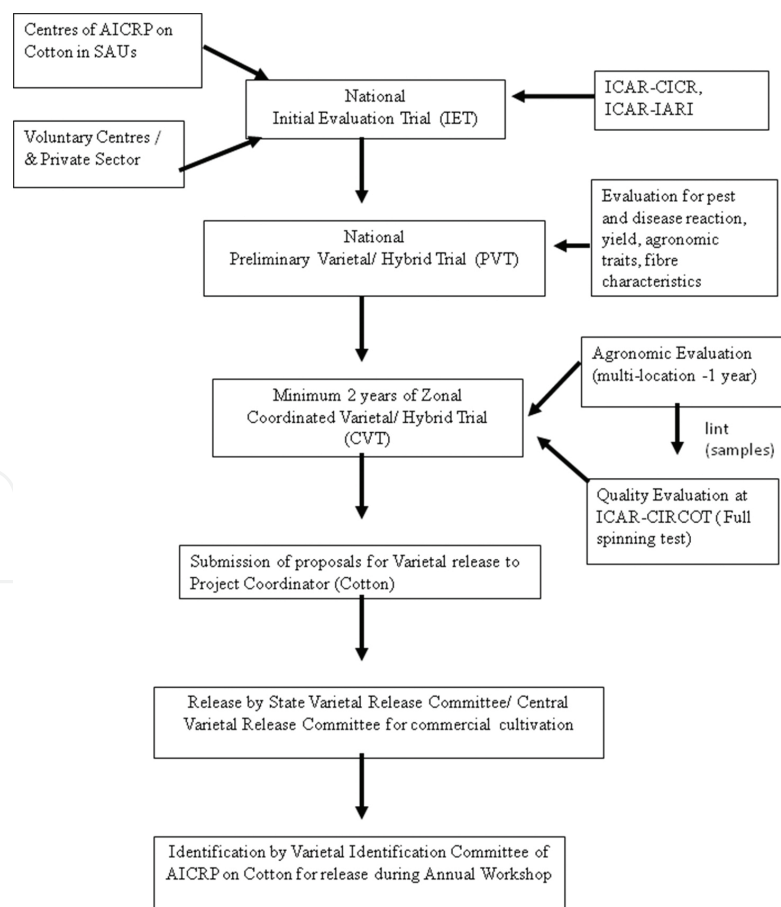 Centres of AICRP on
Cotton in SAUs
National
Initial Evaluation Trial (IET)
ICAR-CICR,
ICAR-IARI
Voluntary Centres /
& Private Sector
National
Preliminary Varietal/ Hybrid Trial (PVT)
Evaluation for pest
and disease reaction,
yield, agronomic
traits, fibre
characteristics
Minimum 2 years of Zonal
Coordinated Varietal/ Hybrid Trial
(CVT)
Agronomic Evaluation
(multi-location -1 year)
lint
(samples)
Quality Evaluation at
ICAR-CIRCOT ( Full
spinning test)
Submission of proposals for Varietal release to
Project Coordinator (Cotton)
Release by State Varietal Release Committee/ Central
Varietal Release Committee for commercial cultivation
Identification by Varietal Identification Committee of
AICRP on Cotton for release during Annual Workshop